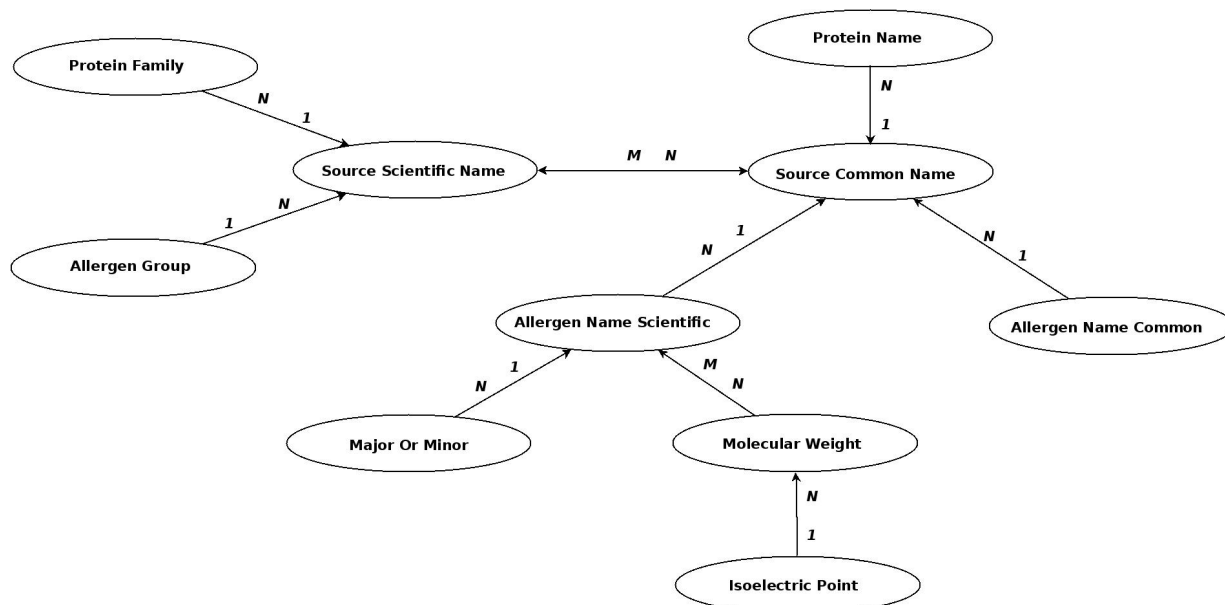 Protein Name
Protein Family
N
N
1
1
Source Scientific Name
M N
Source Common Name
N
1
1
N
N
1
Allergen Group
Allergen Name Scientific
Allergen Name Common
1
N
M
N
Major Or Minor
Molecular Weight
N
1
Isoelectric Point